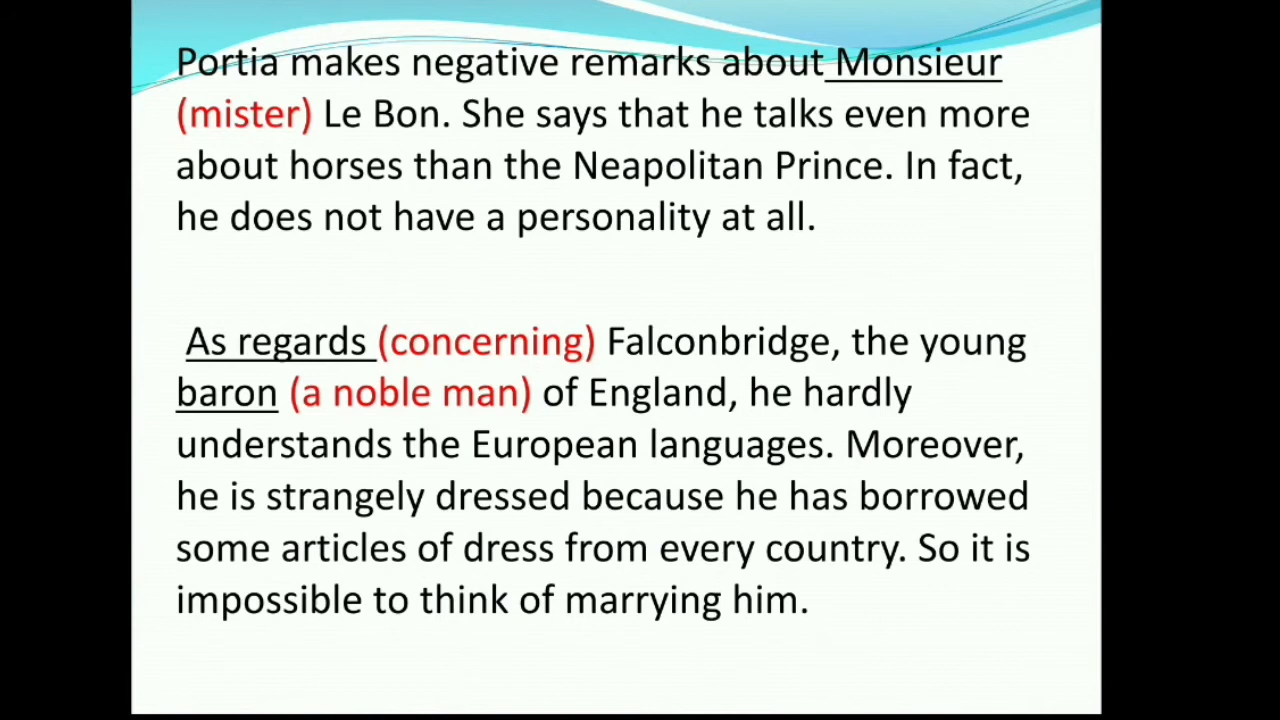 Portia makes negative remarks about Monsieur
(mister) Le Bon. She says that he talks even more
about horses than the Neapolitan Prince. In fact,
he does not have a personality at all.
As regards (concerning) Falconbridge, the young
baron (a noble man) of England, he hardly
understands the European languages. Moreover,
he is strangely dressed because he has borrowed
some articles of dress from every country. So it is
impossible to think of marrying him.